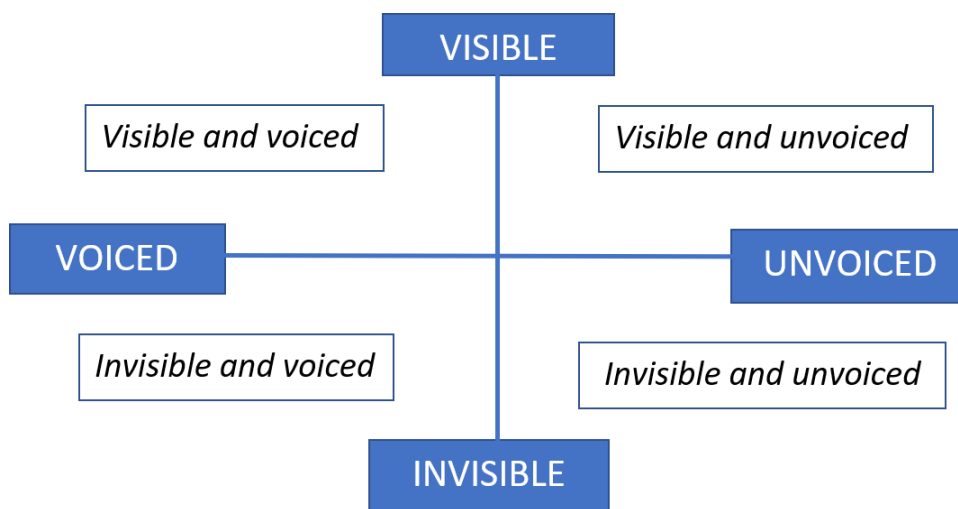 VISIBLE
Visible and voiced
Visible and unvoiced
VOICED
UNVOICED
Invisible and voiced
Invisible and unvoiced
INVISIBLE